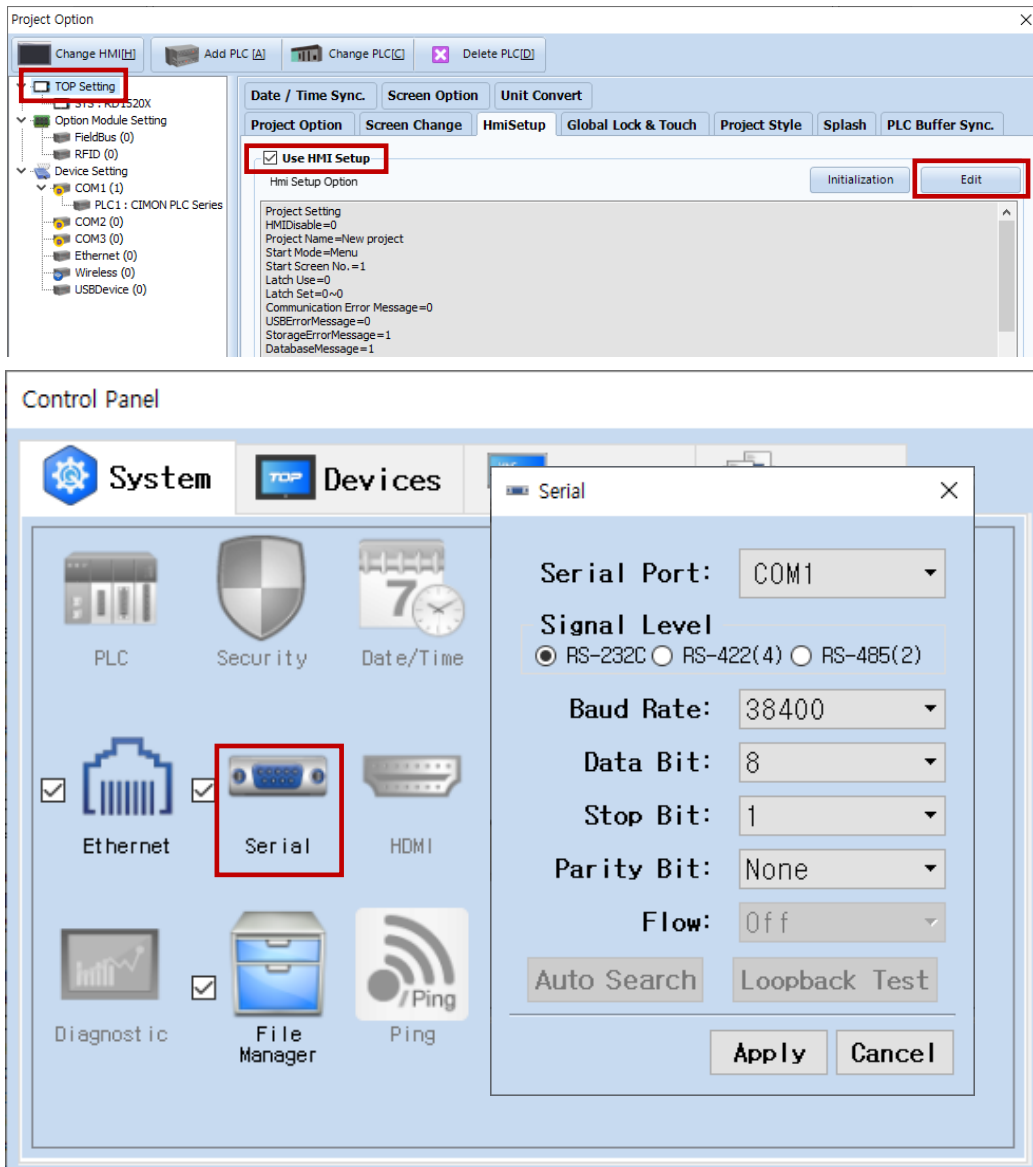 Project Option
Change HMI[H]
Add PLC [A]
Change PLC[C]
Delete PLC[D]
TOP Setting
SYS : RD1520X
Option Module Setting
FieldBus (0)
RFID (0)
Device Setting
COM1 (1)
PLC1 : CIMON PLC Series
COM2 (0)
COM3 (0)
Ethernet (0)
Wireless (0)
USBDevice (0)
Date / Time Sync.
Screen Option
Unit Convert
Project Option
Screen Change
HmiSetup
Global Lock & Touch
Project Style
Splash
PLC Buffer Sync.
Use HMI Setup
Hmi Setup Option
Initialization
Edit
Project Setting
HMIDisable=0
Project Name=New project
Start Mode=Menu
Start Screen No.=1
Latch Use=0
Latch Set=0~0
Communication Error Message=0
USBErrorMessage=0
StorageErrorMessage=1
DatabaseMessage=1
Control Panel
System
TOP
Devices
PLC
Security
7
Date/Time
Ethernet
Serial
HDMI
Diagnostic
File
Manager
/Ping
Ping
Serial
Serial Port:
COM1
Signal Level
RS-232C
RS-422(4)
RS-485(2)
Baud Rate:
38400
Data Bit:
8
Stop Bit:
1
Parity Bit:
None
Flow:
Off
Auto Search
Loopback Test
Apply
Cancel